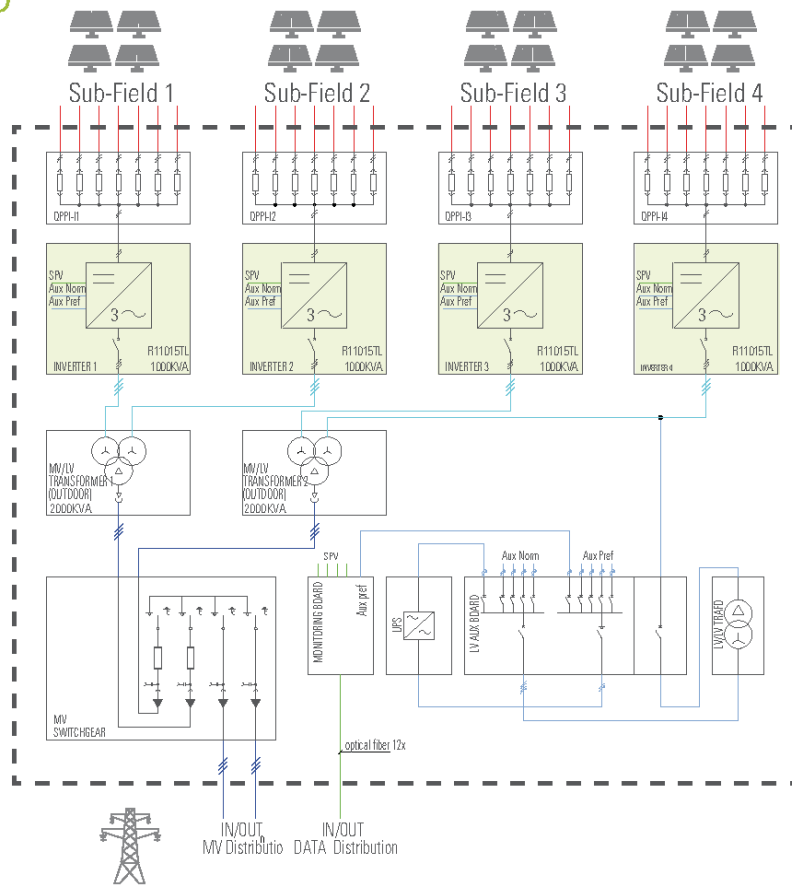 Sub-Field 1
Sub-Field 2
Sub-Field 3
Sub-Field 4
QPPI-I1
QPPI-I2
QPPI-I3
QPPI-I4
SPV
Aux Norm
Aux Pref
3
INVERTER 1
R11015TL
1000KVA
SPV
Aux Norm
Aux Pref
3
INVERTER 2
R11015TL
1000KVA
SPV
Aux Norm
Aux Pref
3
INVERTER 3
R11015TL
1000KVA
SPV
Aux Norm
Aux Pref
3
INVERTER 4
R11015TL
1000KVA
MV/LV
TRANSFORMER 1
(OUTDOOR)
2000KVA
MV/LV
TRANSFORMER 2
(OUTDOOR)
2000KVA
SPV
MONITORING BOARD
Aux pref
UPS
Aux Norm
Aux Pref
LV AUX BOARD
LV/LV TRAFO
MV
SWITCHGEAR
optical fiber 12x
IN/OUT
MV Distributio n
IN/OUT
DATA Distribution